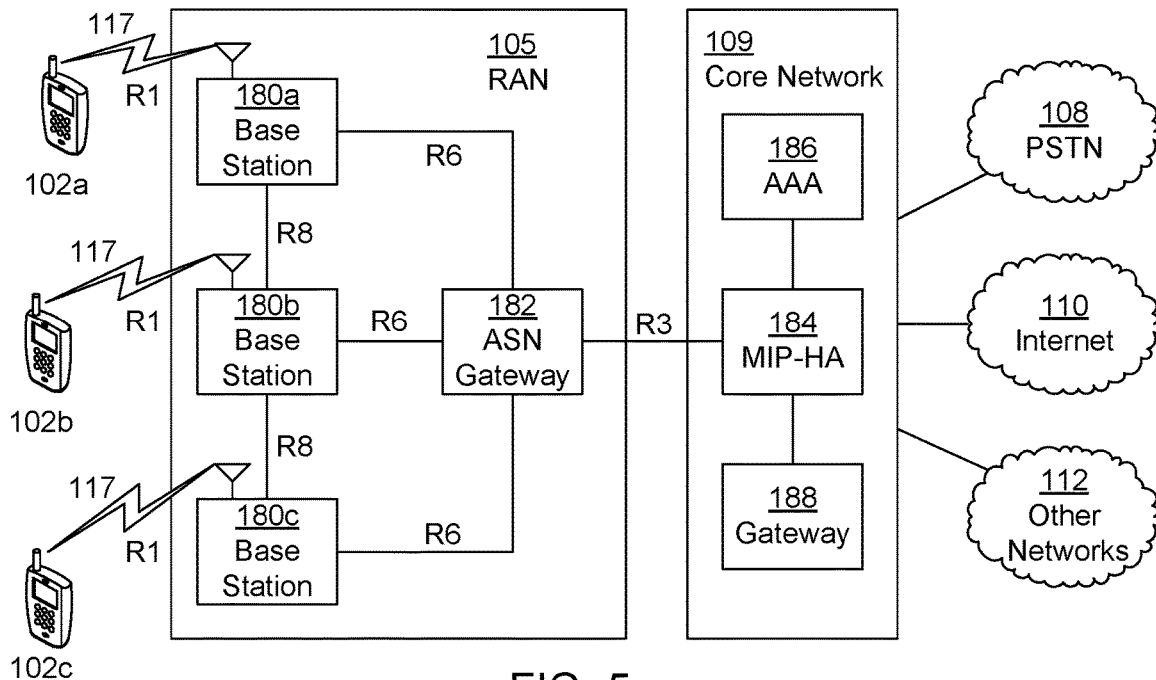 117
R1
102a
105
RAN
180a
Base
Station
R6
R8
117
R1
102b
180b
Base
Station
R6
182
ASN
Gateway
R3
R8
117
R1
102c
180c
Base
Station
R6
109
Core Network
186
AAA
184
MIP-HA
188
Gateway
108
PSTN
110
Internet
112
Other
Networks
FIG. 5